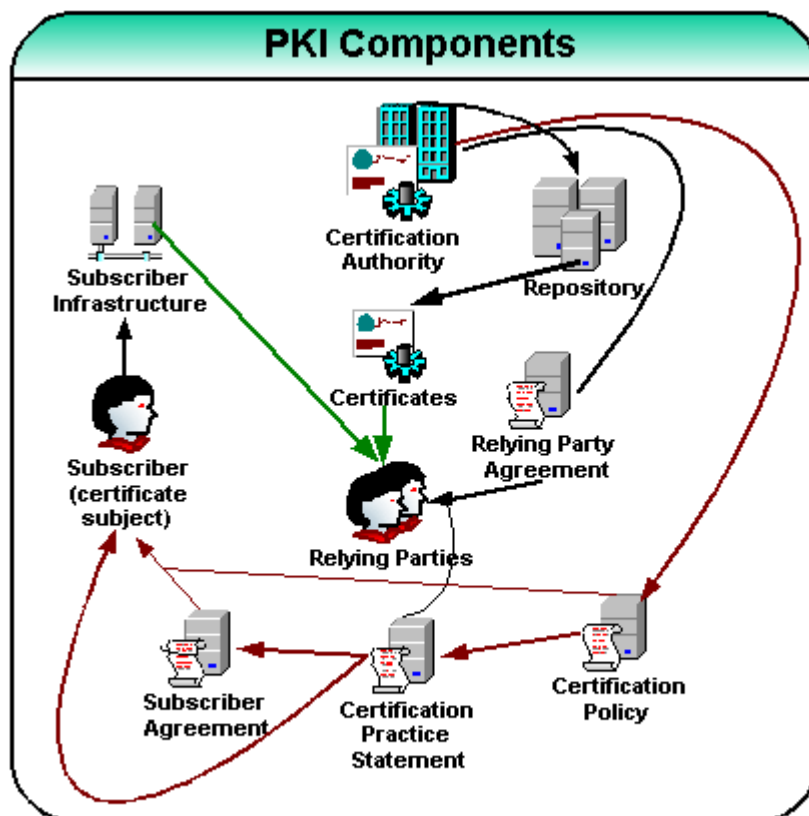 PKI Components
Certification
Authority
Repository
Subscriber
Infrastructure
Certificates
Relying Party
Agreement
Subscriber
(certificate
subject)
Relying Parties
Subscriber
Agreement
Certification
Practice
Statement
Certification
Policy